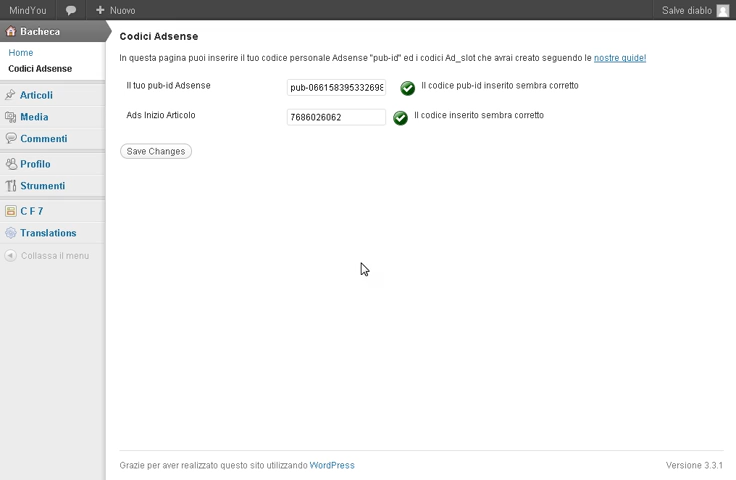 MindYou
Nuovo
Salve diablo
Bacheca
Home
Codici Adsense
Articoli
Media
Commenti
Profilo
Strumenti
C F 7
Translations
Collassa il menu
Codici Adsense
In questa pagina puoi inserire il tuo codice personale Adsense "pub-id" ed i codici Ad_slot che avrai creato seguendo le nostre guide!
Il tuo pub-id Adsense
pub-066158395332698
Il codice pub-id inserito sembra corretto
Ads Inizio Articolo
7686026062
Il codice inserito sembra corretto
Save Changes
Grazie per aver realizzato questo sito utilizzando WordPress
Versione 3.3.1